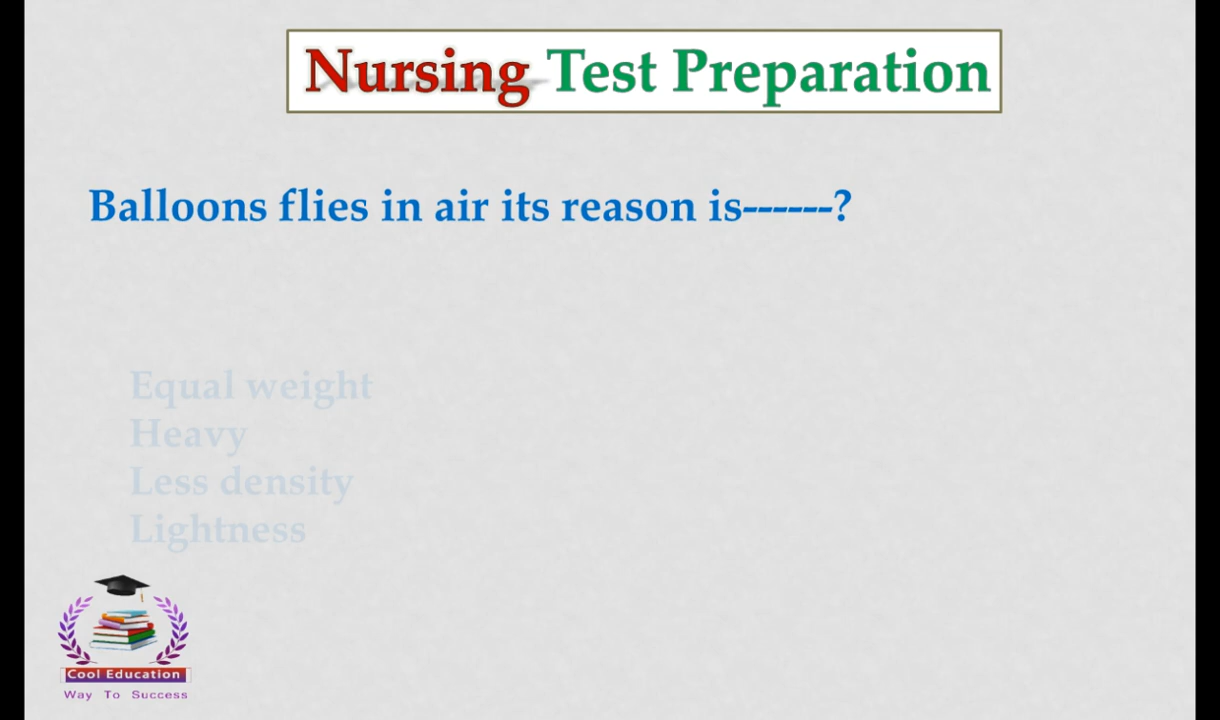 Nursing Test Preparation
Balloons flies in air its reason is------?
Equal weight
Heavy
Less density
Lightness
Cool Education
Way To Success